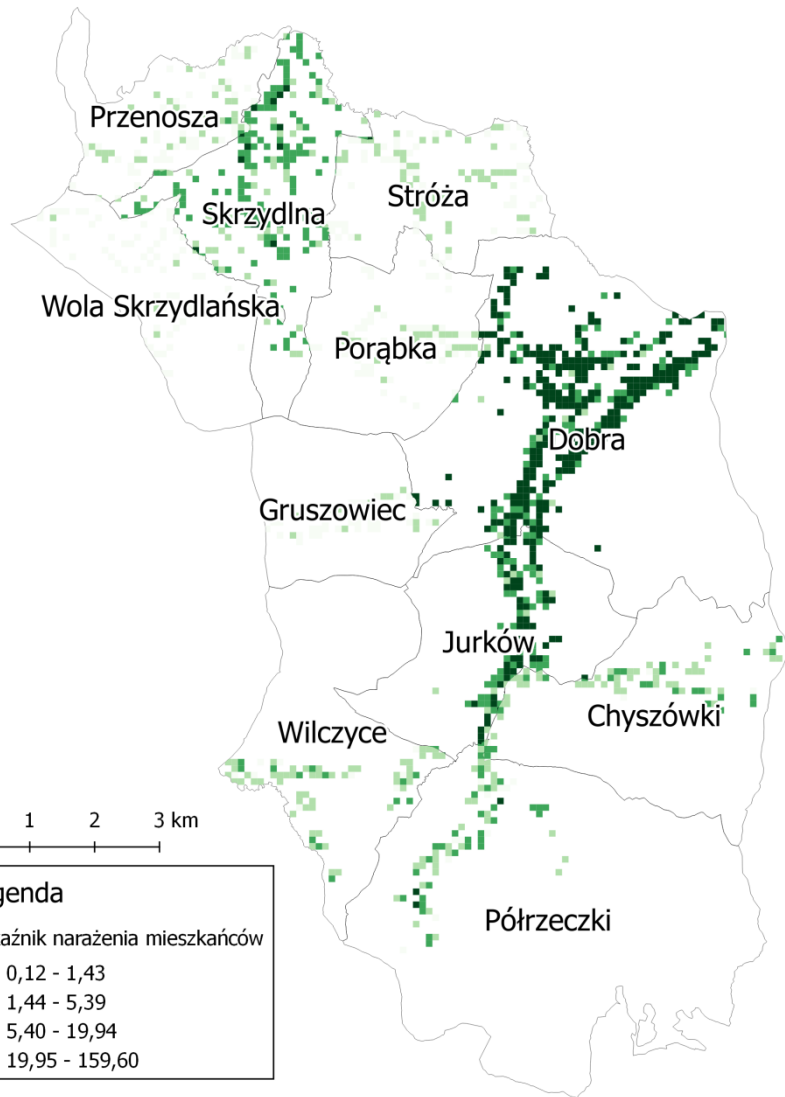 Przenosza
Skrzydlna
Stróża
Wola Skrzydlańska
Porąbka
Dobra
Gruszowiec
Jurków
Chyszówki
Wilczyce
Półrzeczki
1 2 3 km
genda
kaźnik narażenia mieszkańców
0,12 - 1,43
1,44 - 5,39
5,40 - 19,94
19,95 - 159,60